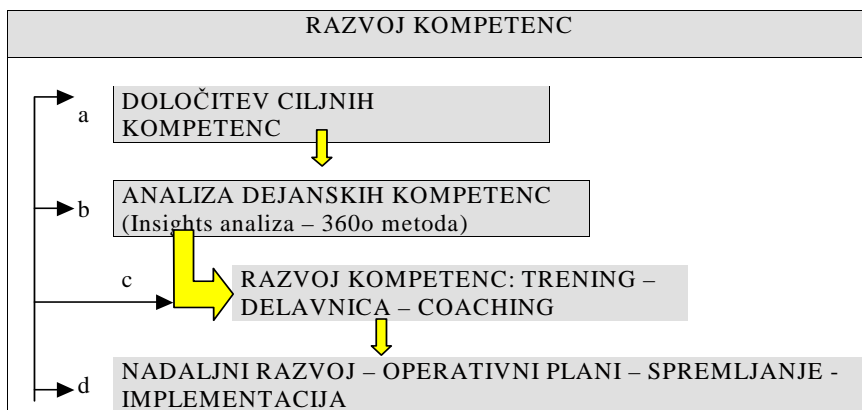 RAZVOJ KOMPETENC
a
DOLOČITEV CILJNIH
KOMPETENC
b
ANALIZA DEJANSKIH KOMPETENC
(Insights analiza – 360o metoda)
c
RAZVOJ KOMPETENC: TRENING –
DELAVNICA – COACHING
d
NADALJNI RAZVOJ – OPERATIVNI PLANI – SPREMLJANJE -
IMPLEMENTACIJA